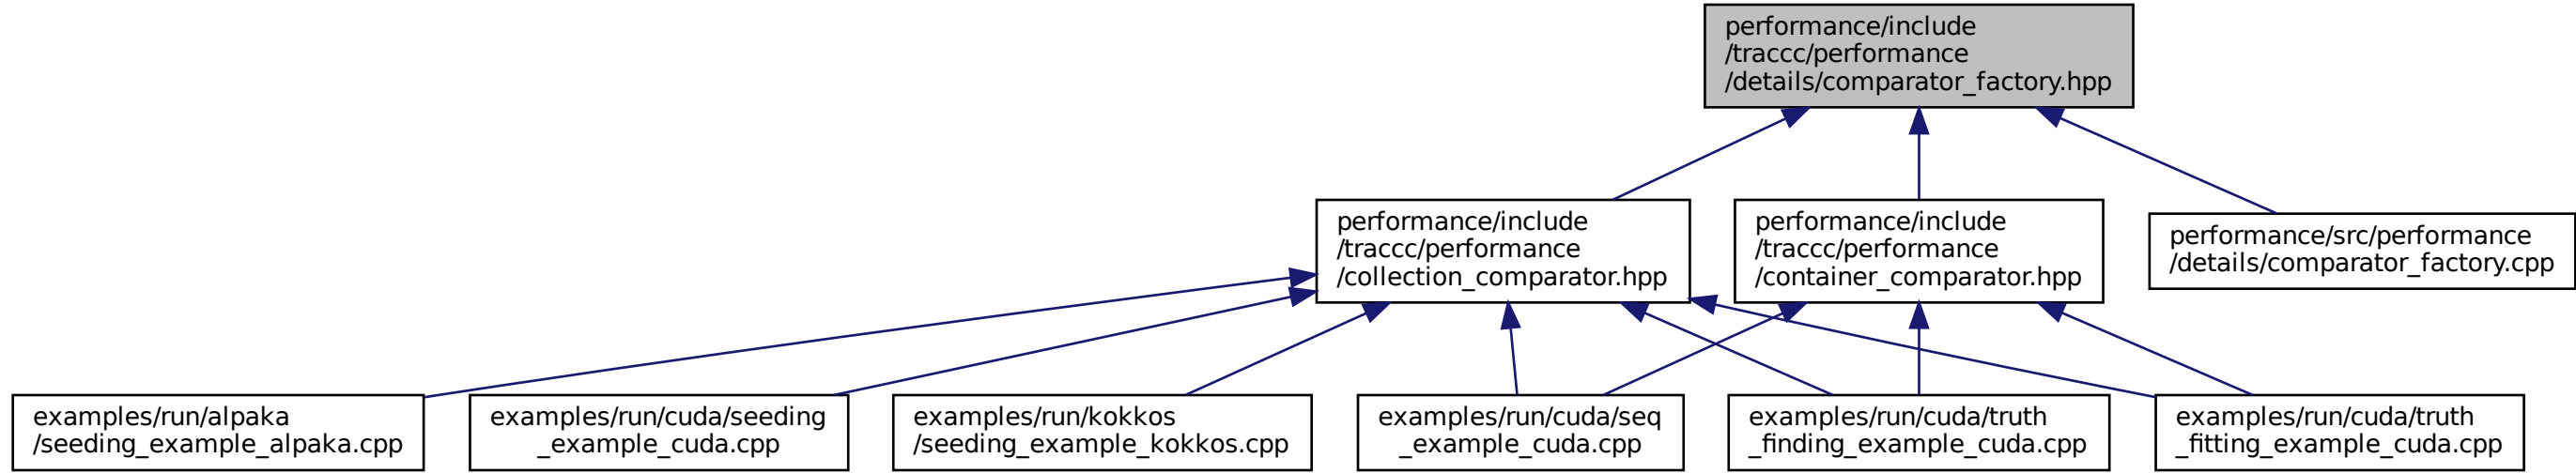 performance/include
/traccc/performance
/details/comparator_factory.hpp
performance/include
/traccc/performance
/collection_comparator.hpp
performance/include
/traccc/performance
/container_comparator.hpp
performance/src/performance
/details/comparator_factory.cpp
examples/run/alpaka
/seeding_example_alpaka.cpp
examples/run/cuda/seeding
_example_cuda.cpp
examples/run/kokkos
/seeding_example_kokkos.cpp
examples/run/cuda/seq
_example_cuda.cpp
examples/run/cuda/truth
_finding_example_cuda.cpp
examples/run/cuda/truth
_fitting_example_cuda.cpp